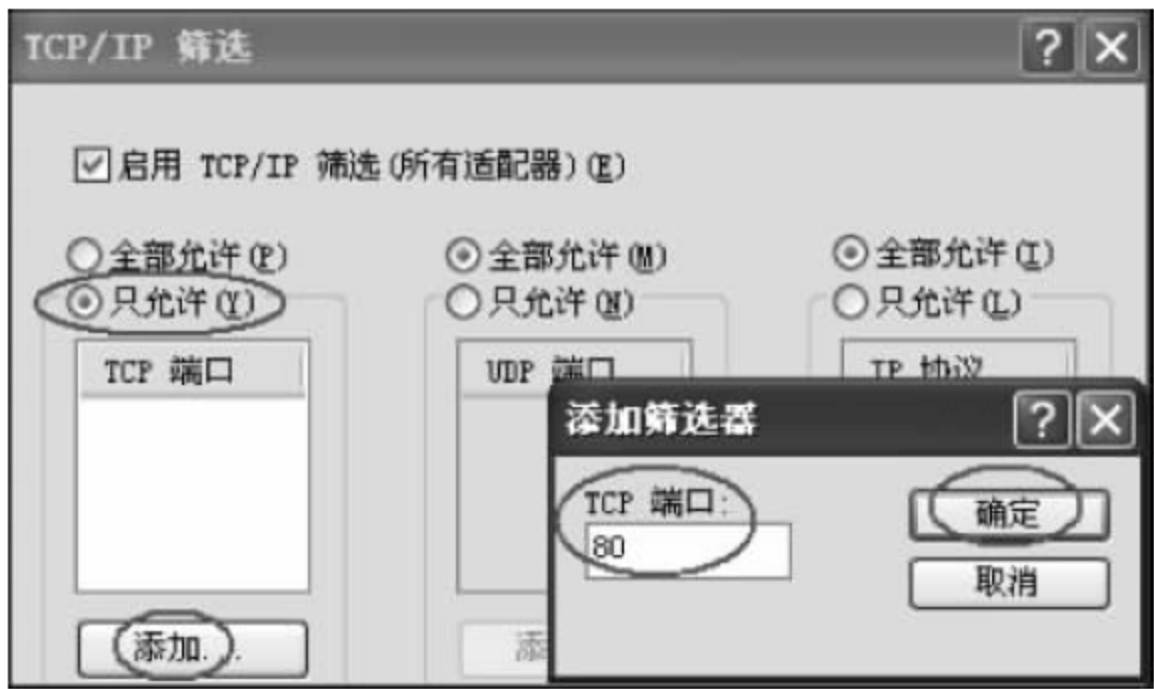 TCP/IP 筛选
启用 TCP/IP 筛选(所有适配器)(E)
全部允许(P)
只允许(Y)
TCP 端口
添加...
全部允许(M)
只允许(N)
UDP 端口
添
全部允许(I)
只允许(L)
IP 协议
添加筛选器
TCP 端口:
80
确定
取消